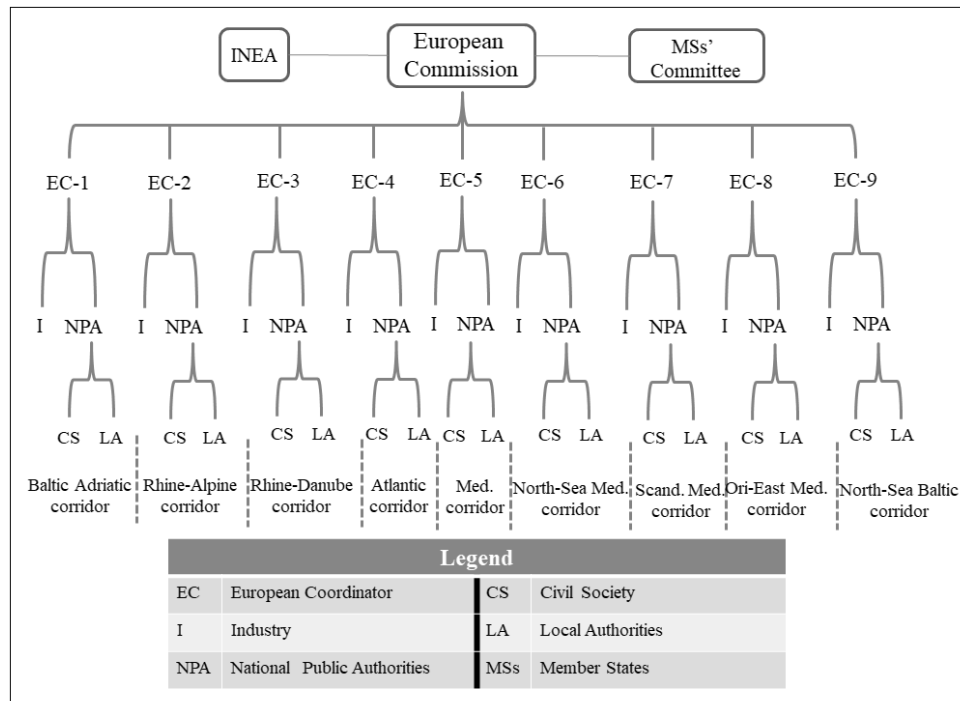 INEA
European
Commission
MSs'
Committee
EC-1 EC-2 EC-3 EC-4 EC-5 EC-6 EC-7 EC-8 EC-9
I NPA I NPA I NPA I NPA I NPA I NPA I NPA I NPA I NPA
CS LA CS LA CS LA CS LA CS LA CS LA CS LA CS LA CS LA
Baltic Adriatic
corridor
Rhine-Alpine
corridor
Rhine-Danube
corridor
Atlantic
corridor
Med.
corridor
North-Sea Med.
corridor
Scand. Med.
corridor
Ori-East Med.
corridor
North-Sea Baltic
corridor
Legend
EC European Coordinator CS Civil Society
I Industry LA Local Authorities
NPA National Public Authorities MSs Member States